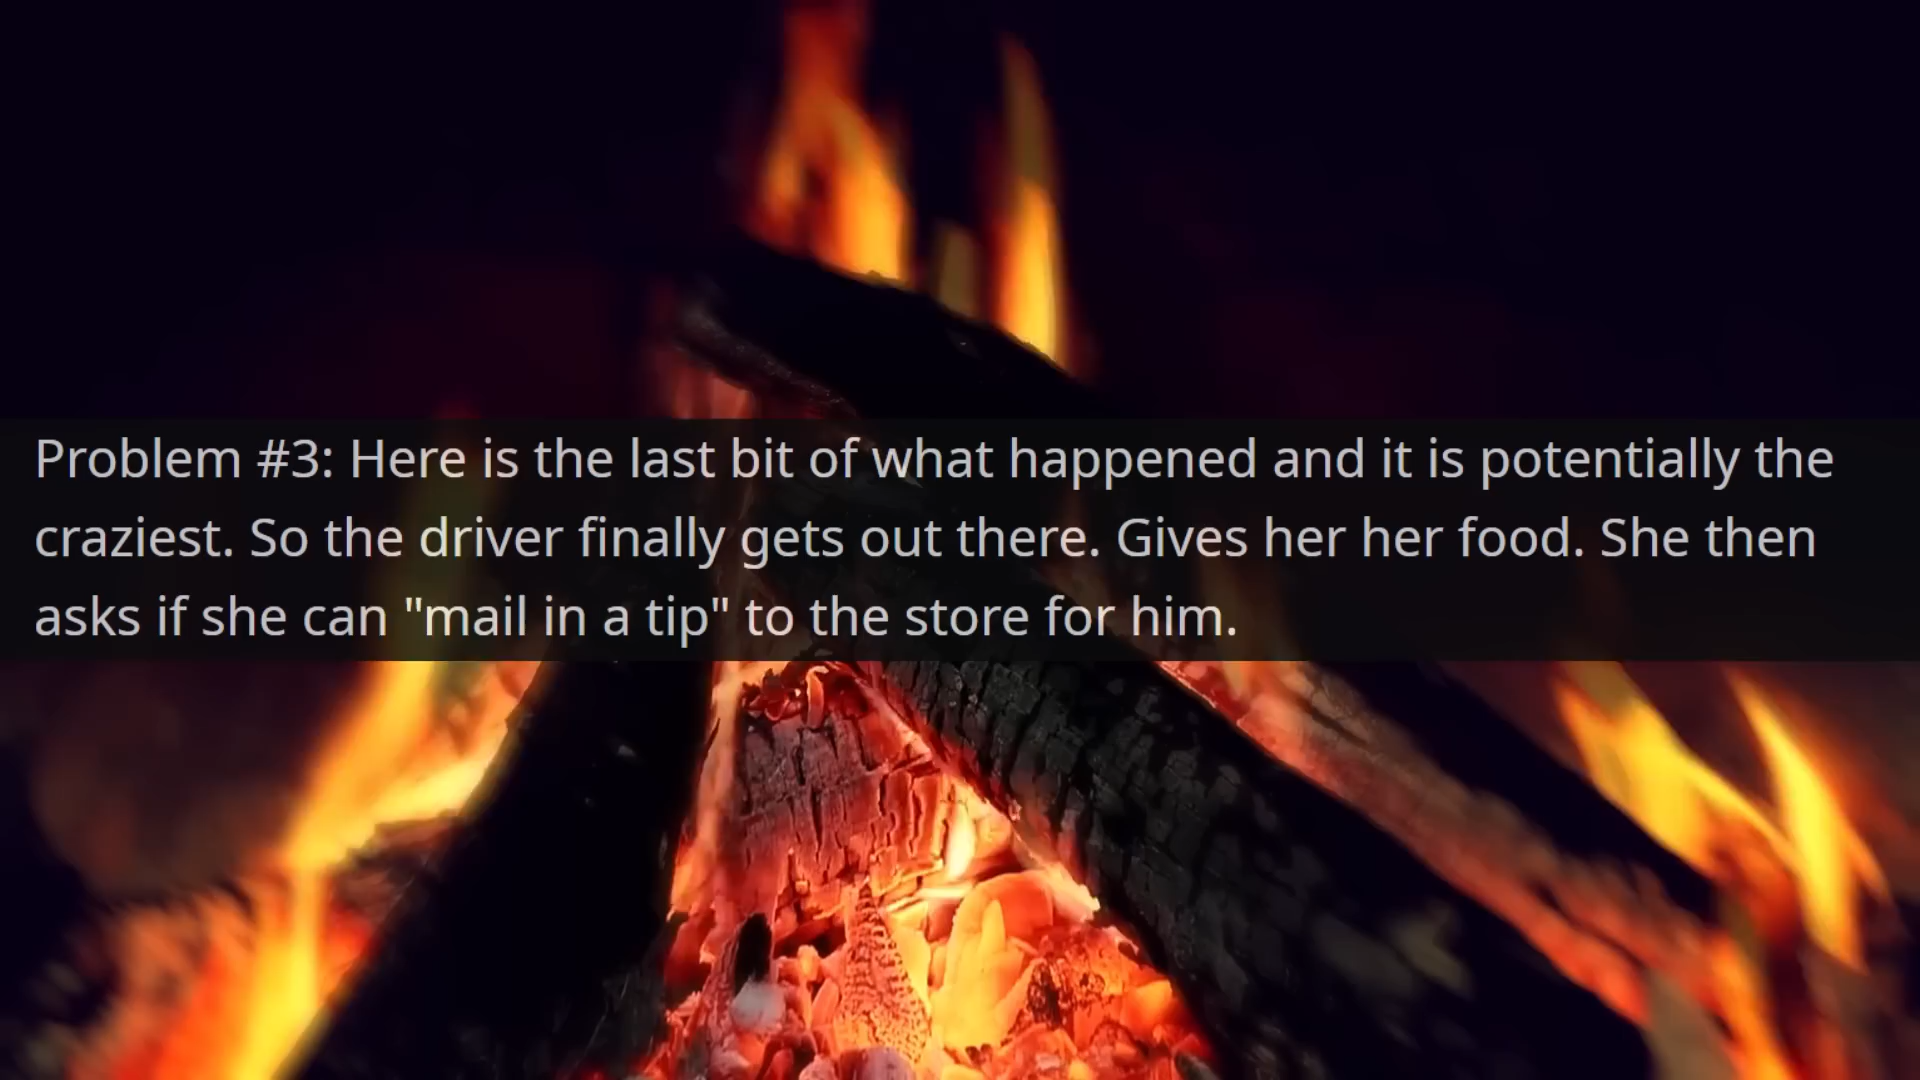 Problem #3: Here is the last bit of what happened and it is potentially the
craziest. So the driver finally gets out there. Gives her her food. She then
asks if she can "mail in a tip" to the store for him.